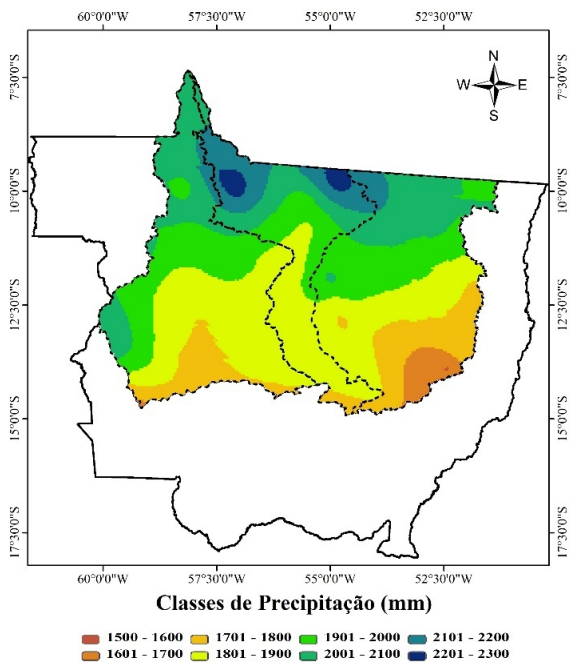 60°0'0"W 57°30'0"W 55°0'0"W 52°30'0"W
N
W E
S
7°30'0"S 7°30'0"S
10°0'0"S 10°0'0"S
12°30'0"S 12°30'0"S
15°0'0"S 15°0'0"S
17°30'0"S 17°30'0"S
60°0'0"W 57°30'0"W 55°0'0"W 52°30'0"W
Classes de Precipitação (mm)
1500 - 1600 1701 - 1800 1901 - 2000 2101 - 2200
1601 - 1700 1801 - 1900 2001 - 2100 2201 - 2300